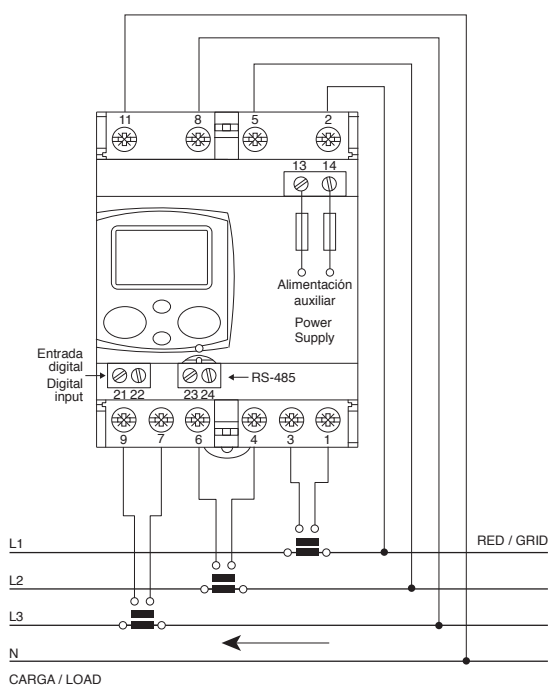 11 8 5 2
13 14
Alimentación
auxiliar
Power
Supply
Entrada
digital
Digital
input
RS-485
21 22 23 24
9 7 6 4 3 1
L1 RED / GRID
L2
L3
N
CARGA / LOAD